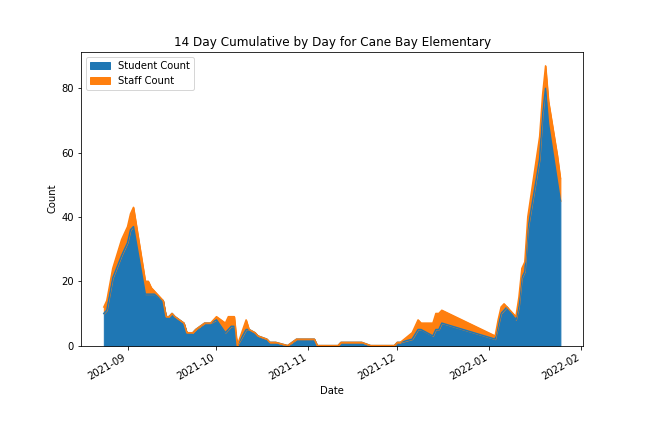 14 Day Cumulative by Day for Cane Bay Elementary
Student Count
Staff Count
80
60
40
20
0
Count
2021-09
2021-10
2021-11
2021-12
2022-01
2022-02
Date